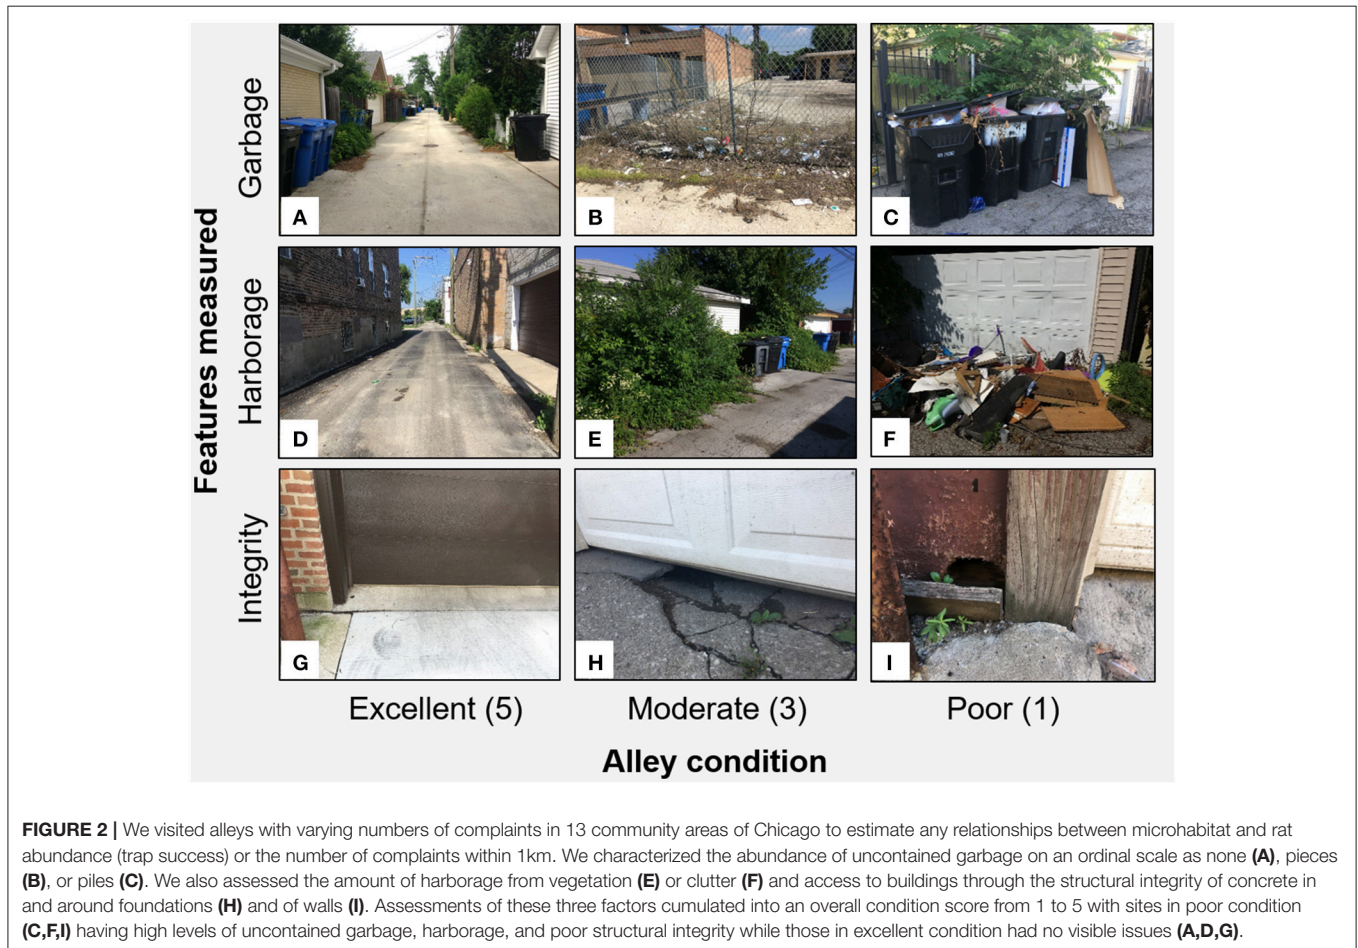 Features measured
Garbage
Harborage
Integrity
A
B
C
D
E
F
G
H
I
Excellent (5)
Moderate (3)
Poor (1)
Alley condition
FIGURE 2 | We visited alleys with varying numbers of complaints in 13 community areas of Chicago to estimate any relationships between microhabitat and rat
abundance (trap success) or the number of complaints within 1km. We characterized the abundance of uncontained garbage on an ordinal scale as none (A), pieces
(B), or piles (C). We also assessed the amount of harborage from vegetation (E) or clutter (F) and access to buildings through the structural integrity of concrete in
and around foundations (H) and of walls (I). Assessments of these three factors cumulated into an overall condition score from 1 to 5 with sites in poor condition
(C,F,I) having high levels of uncontained garbage, harborage, and poor structural integrity while those in excellent condition had no visible issues (A,D,G).